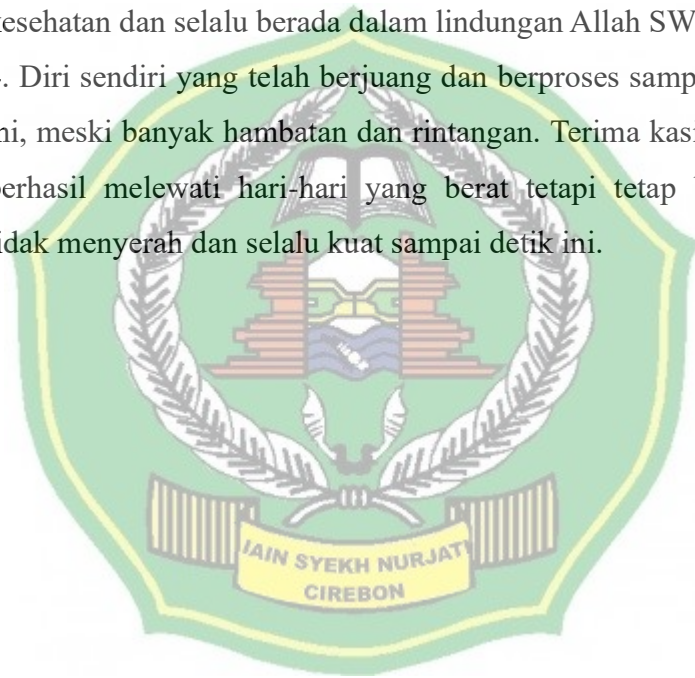 kesehatan dan selalu berada dalam lindungan Allah SW
. Diri sendiri yang telah berjuang dan berproses samp
ni, meski banyak hambatan dan rintangan. Terima kasi
berhasil melewati hari-hari yang berat tetapi tetap
idak menyerah dan selalu kuat sampai detik ini.
IAIN SYEKH NURJATI
CIREBON